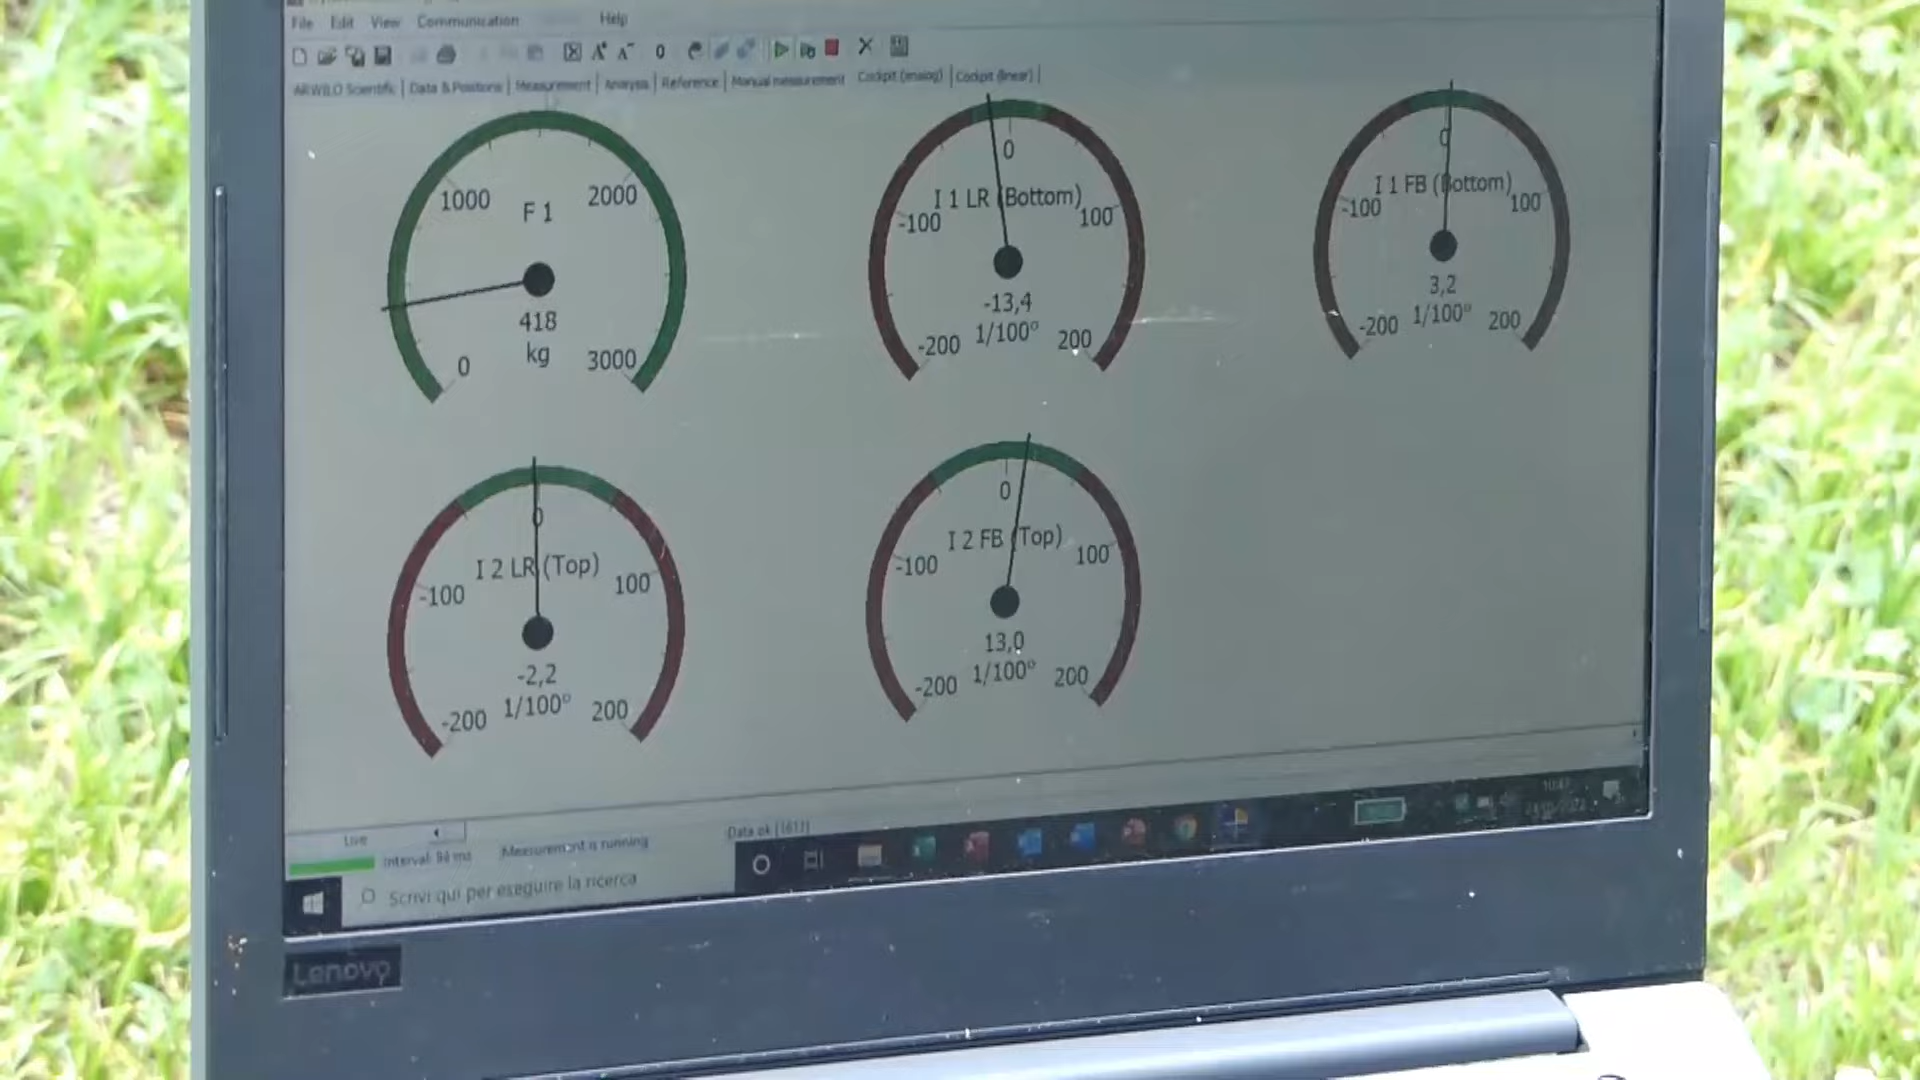 File Edit View Communication Help
ARWILO Scientific Data & Positions Measurement Analysis Reference Manual measurement Cockpit (analog) Cockpit (linear)
F 1
0
1000
2000
3000
418
kg
I 1 LR (Bottom)
-200
-100
0
100
200
-13,4
1/100°
I 1 FB (Bottom)
-200
-100
0
100
200
3,2
1/100°
I 2 LR (Top)
-200
-100
0
100
200
-2,2
1/100°
I 2 FB (Top)
-200
-100
0
100
200
13,0
1/100°
Live
Interval: 94 ms Measurement is running Data ok
Scrivi qui per eseguire la ricerca
Lenovo